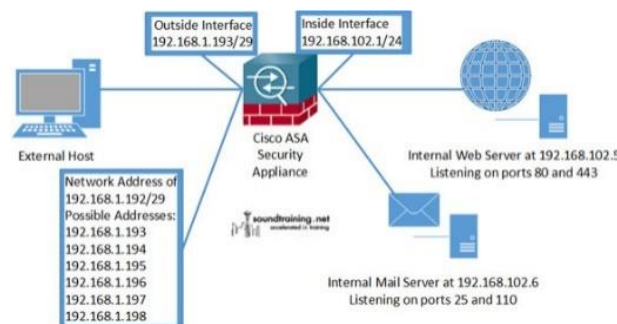 Outside Interface
192.168.1.193/29
Inside Interface
192.168.102.1/24
External Host
Cisco ASA
Security
Appliance
Internal Web Server at 192.168.102.5
Listening on ports 80 and 443
Network Address of
192.168.1.192/29
Possible Addresses:
192.168.1.193
192.168.1.194
192.168.1.195
192.168.1.196
192.168.1.197
192.168.1.198
soundtraining.net
accelerated it training
Internal Mail Server at 192.168.102.6
Listening on ports 25 and 110